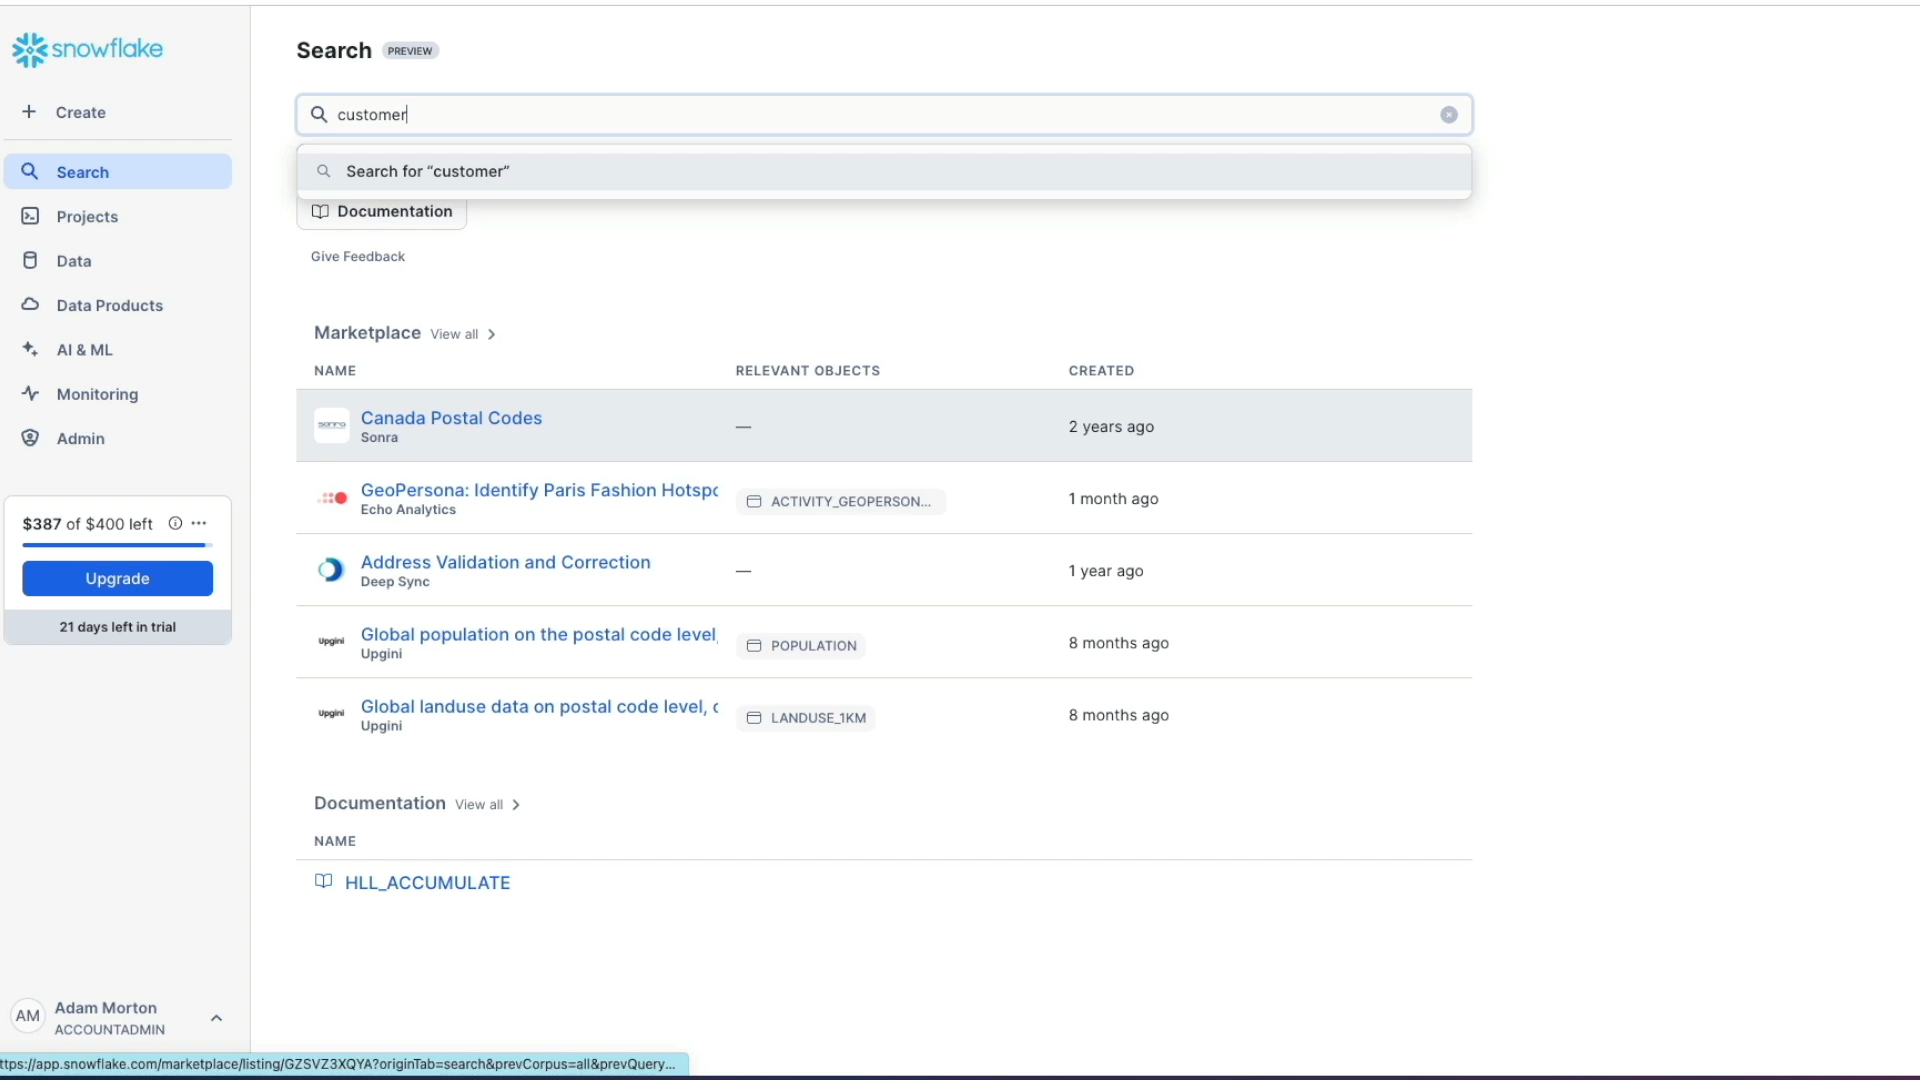 snowflake
Create
Search
Projects
Data
Data Products
AI & ML
Monitoring
Admin
$387 of $400 left
Upgrade
21 days left in trial
AM
Adam Morton
ACCOUNTADMIN
Search PREVIEW
customer
Search for “customer”
Documentation
Give Feedback
Marketplace View all
NAME RELEVANT OBJECTS CREATED
sonra
Canada Postal Codes
Sonra
— 2 years ago
GeoPersona: Identify Paris Fashion Hotspo
Echo Analytics
ACTIVITY_GEOPERSON... 1 month ago
Address Validation and Correction
Deep Sync
— 1 year ago
Upgini
Global population on the postal code level,
Upgini
POPULATION 8 months ago
Upgini
Global landuse data on postal code level, c
Upgini
LANDUSE_1KM 8 months ago
Documentation View all
NAME
HLL_ACCUMULATE
ttps://app.snowflake.com/marketplace/listing/GZSVZ3XQYA?originTab=search&prevCorpus=all&prevQuery...